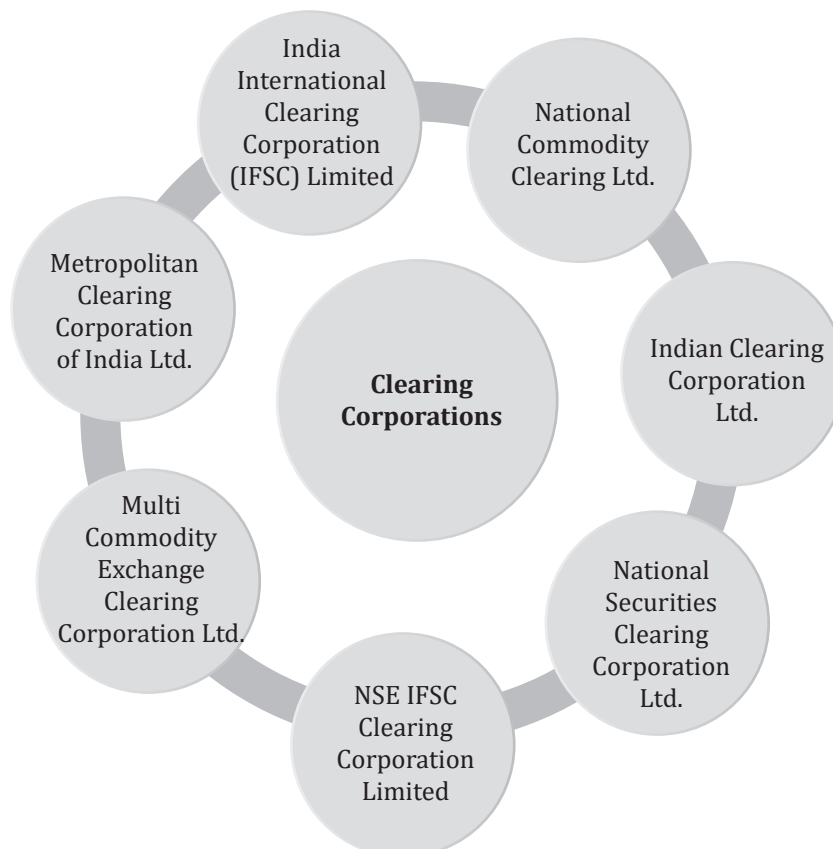 India
International
Clearing
Corporation
(IFSC) Limited
National
Commodity
Clearing Ltd.
Metropolitan
Clearing
Corporation
of India Ltd.
Clearing
Corporations
Indian Clearing
Corporation
Ltd.
Multi
Commodity
Exchange
Clearing
Corporation Ltd.
National
Securities
Clearing
Corporation
Ltd.
NSE IFSC
Clearing
Corporation
Limited